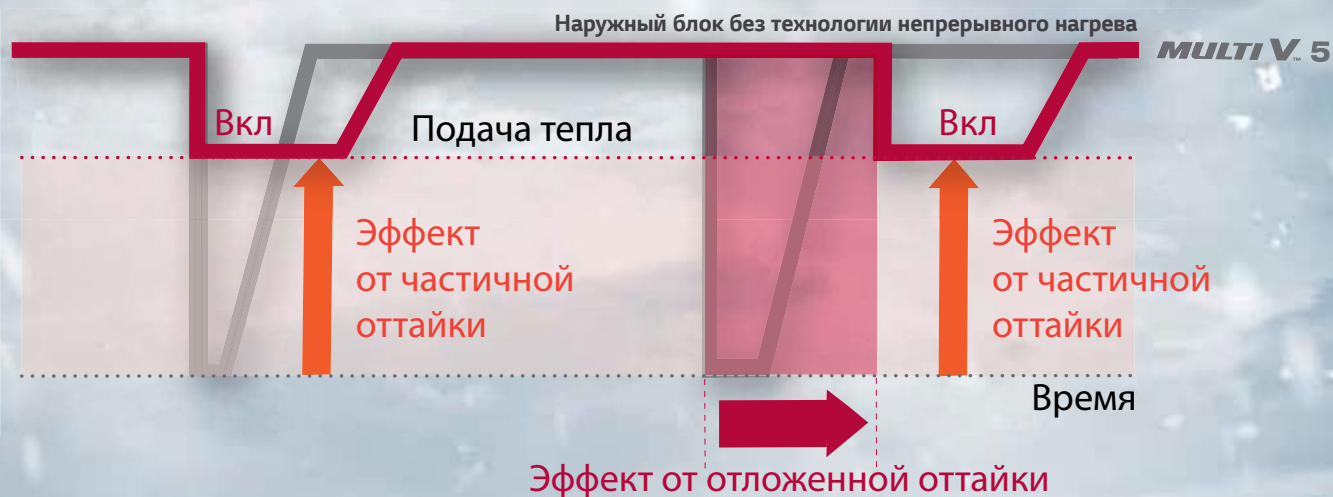 Наружный блок без технологии непрерывного нагрева
MULTI V™ 5
Вкл
Подача тепла
Вкл
Эффект
от частичной
оттайки
Эффект
от частичной
оттайки
Время
Эффект от отложенной оттайки